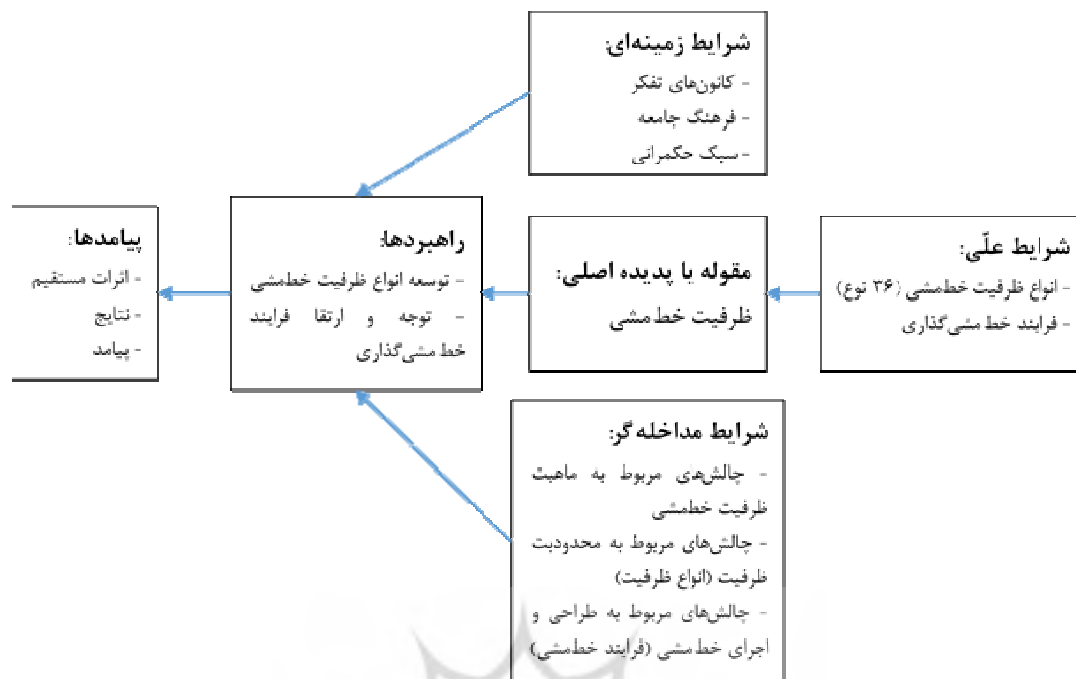 شرایط زمینه‌ای:
- کانون‌های تفکر
- فرهنگ جامعه
- سبک حکمرانی
شرایط علّی:
- انواع ظرفیت خط‌مشی (۳۶ نوع)
- فرایند خط مشی‌گذاری
مقوله یا پدیده اصلی:
ظرفیت خط‌مشی
راهبردها:
- توسعه انواع ظرفیت خط‌مشی
- توجه و ارتقا فرایند
خط مشی‌گذاری
پیامدها:
- اثرات مستقیم
- نتایج
- پیامد
شرایط مداخله‌گر:
- چالش‌های مربوط به ماهیت
ظرفیت خط‌مشی
- چالش‌های مربوط به محدودیت
ظرفیت (انواع ظرفیت)
- چالش‌های مربوط به طراحی و
اجرای خط‌مشی (فرایند خط‌مشی)